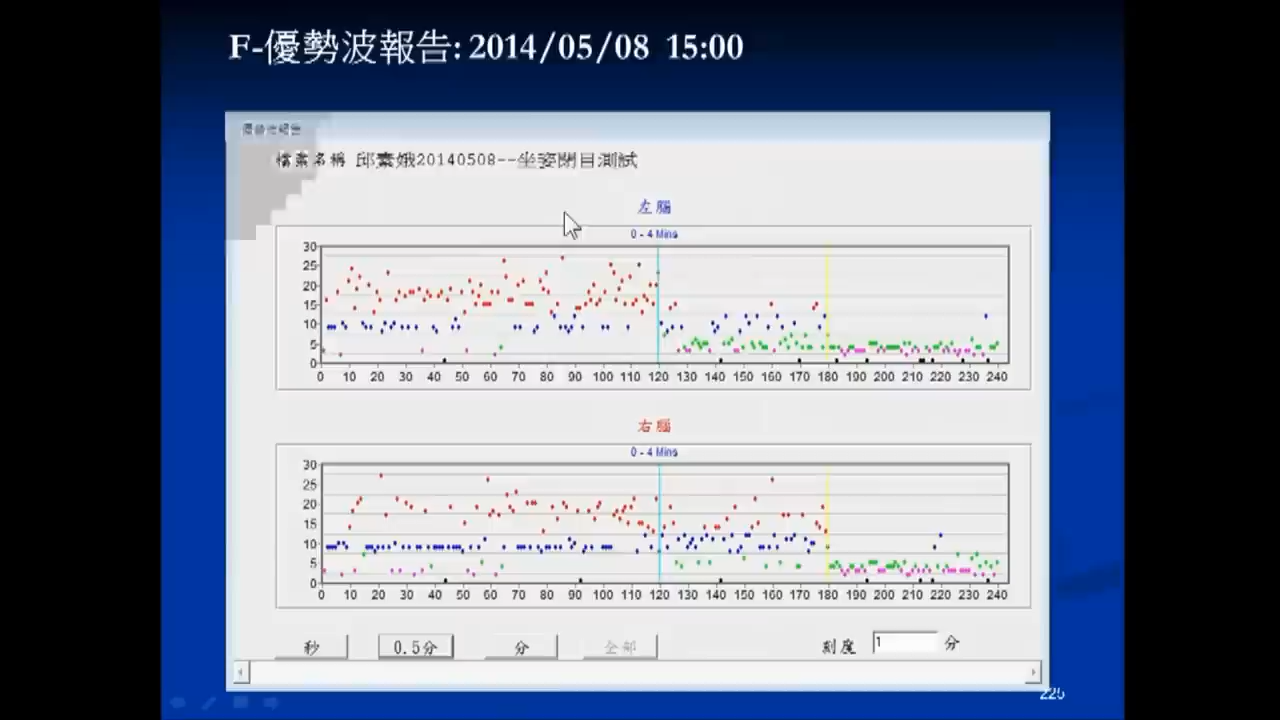 F-優勢波報告: 2014/05/08 15:00
優勢波報告
檔案名稱 邱素娥20140508--坐姿閉目測試
左腦
0 - 4 Mins
30
25
20
15
10
5
0
0 10 20 30 40 50 60 70 80 90 100 110 120 130 140 150 160 170 180 190 200 210 220 230 240
右腦
0 - 4 Mins
30
25
20
15
10
5
0
0 10 20 30 40 50 60 70 80 90 100 110 120 130 140 150 160 170 180 190 200 210 220 230 240
秒 0.5分 分 全部 刻度 1 分
225